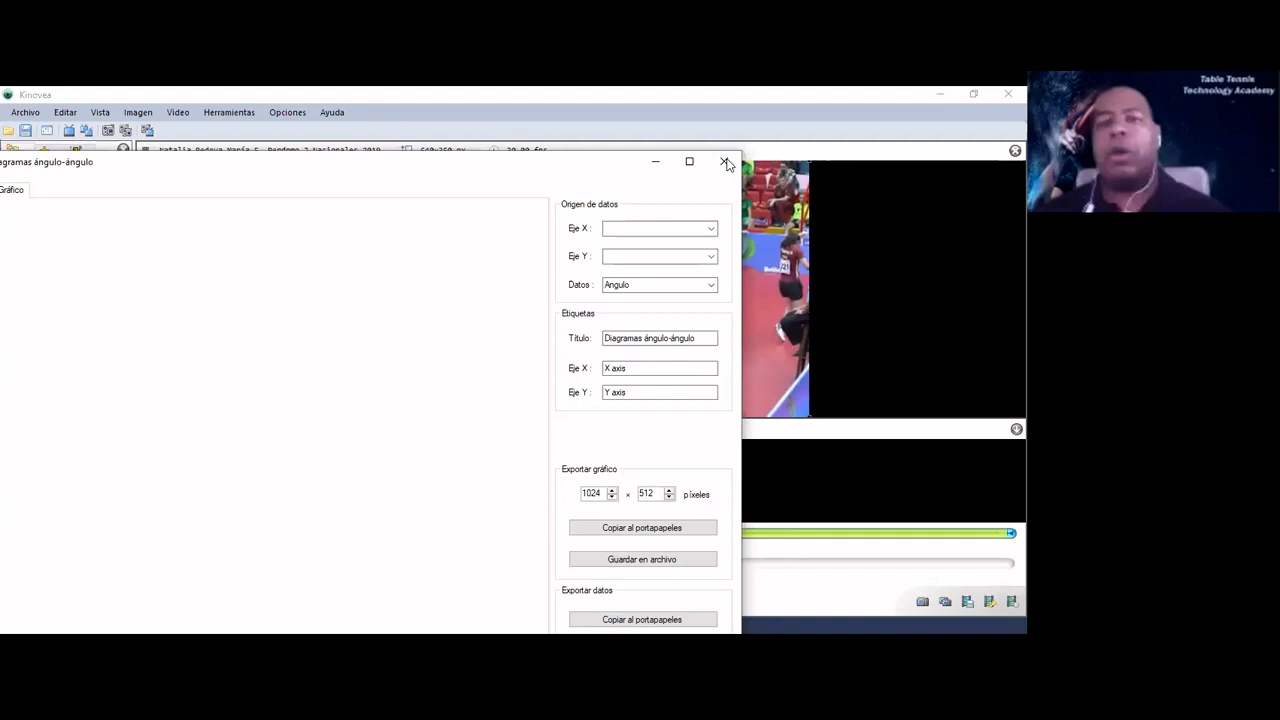 Kinovea
Archivo Editar Vista Imagen Video Herramientas Opciones Ayuda
Table Tennis
Technology Academy
agramas ángulo-ángulo
Gráfico
Origen de datos
Eje X :
Eje Y :
Datos : Angulo
Etiquetas
Título: Diagramas ángulo-ángulo
Eje X : X axis
Eje Y : Y axis
Exportar gráfico
1024 x 512 píxeles
Copiar al portapapeles
Guardar en archivo
Exportar datos
Copiar al portapapeles